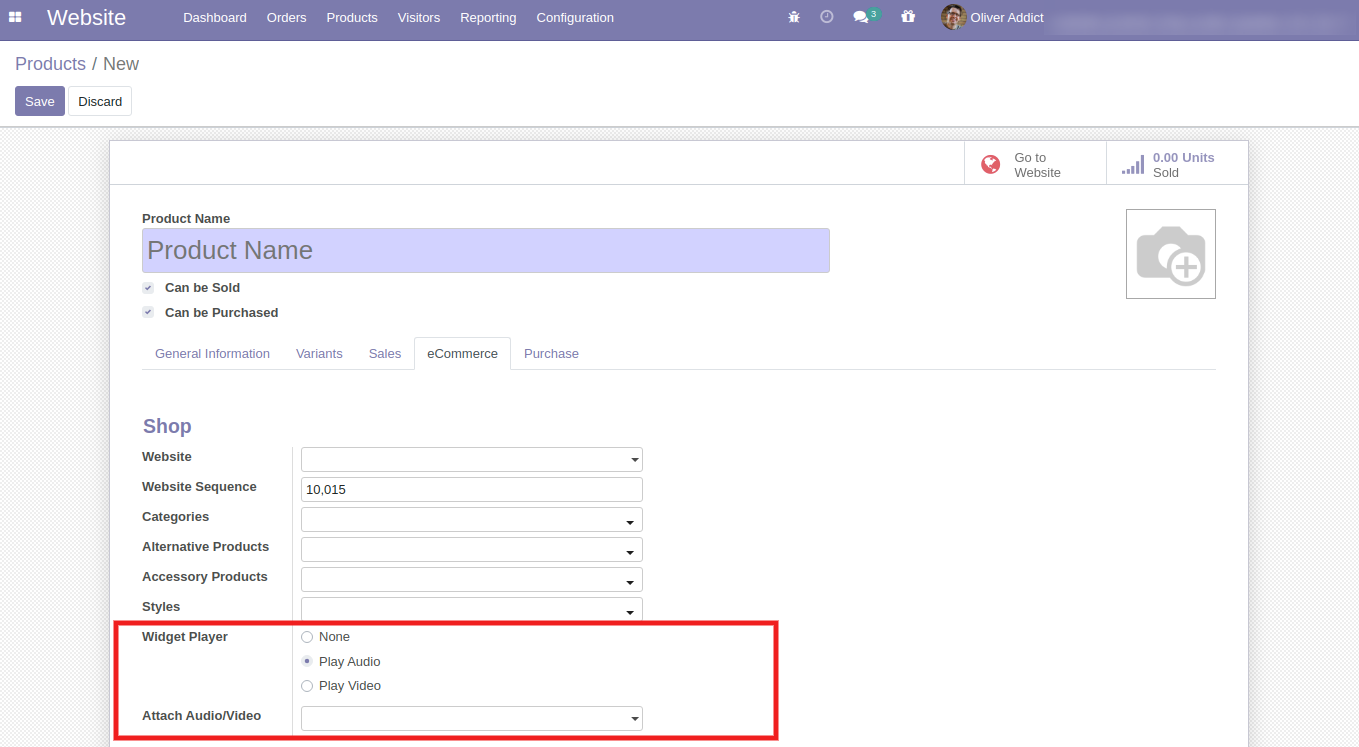 Website Dashboard Orders Products Visitors Reporting Configuration 3 Oliver Addict
Products / New
Save Discard
Go to
Website
0.00 Units
Sold
Product Name
Product Name
Can be Sold
Can be Purchased
General Information Variants Sales eCommerce Purchase
Shop
Website
Website Sequence 10,015
Categories
Alternative Products
Accessory Products
Styles
Widget Player None
Play Audio
Play Video
Attach Audio/Video